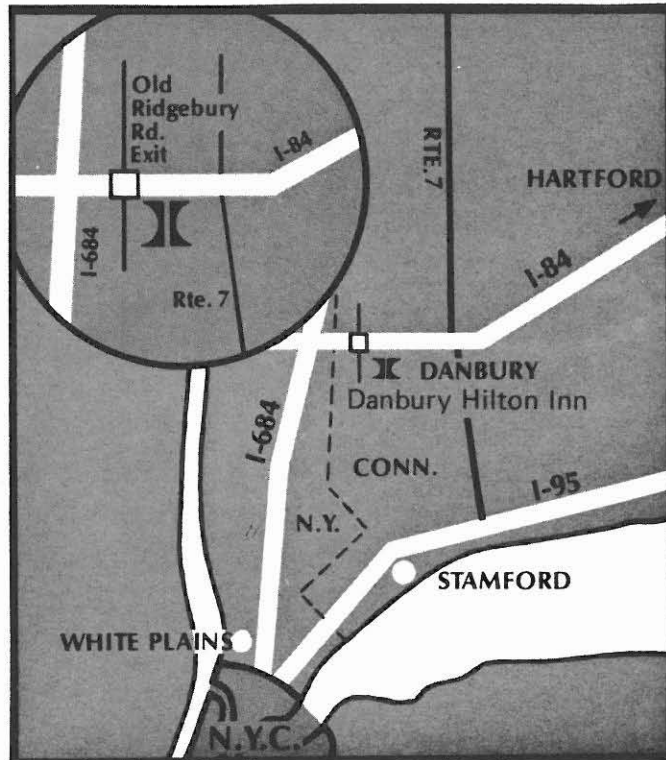 Old
Ridgebury
Rd.
Exit
I-84
I-684
Rte. 7
RTE. 7
HARTFORD
I-84
DANBURY
Danbury Hilton Inn
I-684
CONN.
I-95
N.Y.
STAMFORD
WHITE PLAINS
N.Y.C.